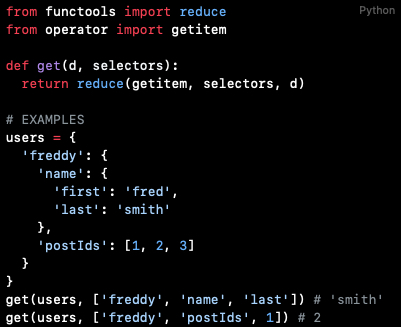 Python
from functools import reduce
from operator import getitem

def get(d, selectors):
  return reduce(getitem, selectors, d)

# EXAMPLES
users = {
  'freddy': {
    'name': {
      'first': 'fred',
      'last': 'smith'
    },
    'postIds': [1, 2, 3]
  }
}
get(users, ['freddy', 'name', 'last']) # 'smith'
get(users, ['freddy', 'postIds', 1]) # 2